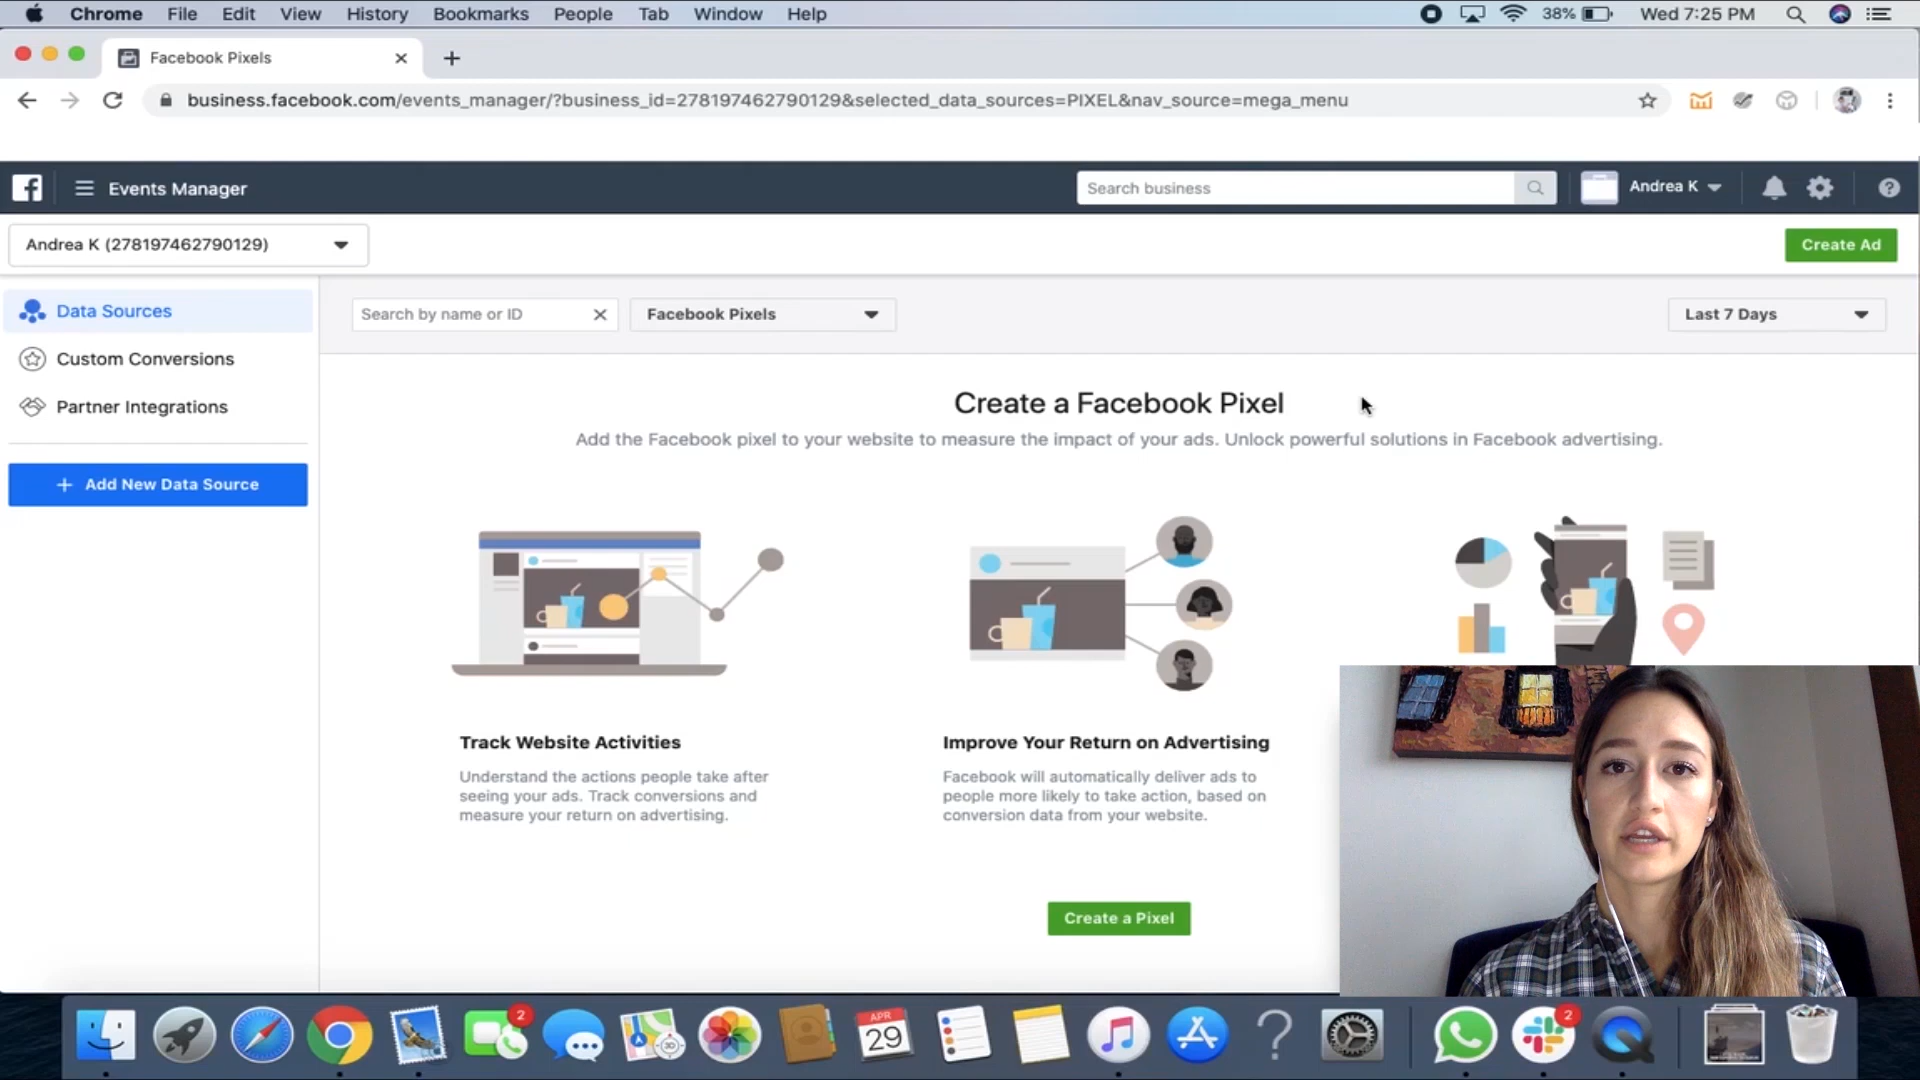 Chrome File Edit View History Bookmarks People Tab Window Help 38% Wed 7:25 PM
Facebook Pixels
business.facebook.com/events_manager/?business_id=278197462790129&selected_data_sources=PIXEL&nav_source=mega_menu
Events Manager Search business Andrea K
Andrea K (278197462790129) Create Ad
Data Sources
Custom Conversions
Partner Integrations
+ Add New Data Source
Search by name or ID Facebook Pixels Last 7 Days
Create a Facebook Pixel
Add the Facebook pixel to your website to measure the impact of your ads. Unlock powerful solutions in Facebook advertising.
Track Website Activities
Understand the actions people take after
seeing your ads. Track conversions and
measure your return on advertising.
Improve Your Return on Advertising
Facebook will automatically deliver ads to
people more likely to take action, based on
conversion data from your website.
Create a Pixel
2
APR
29
2